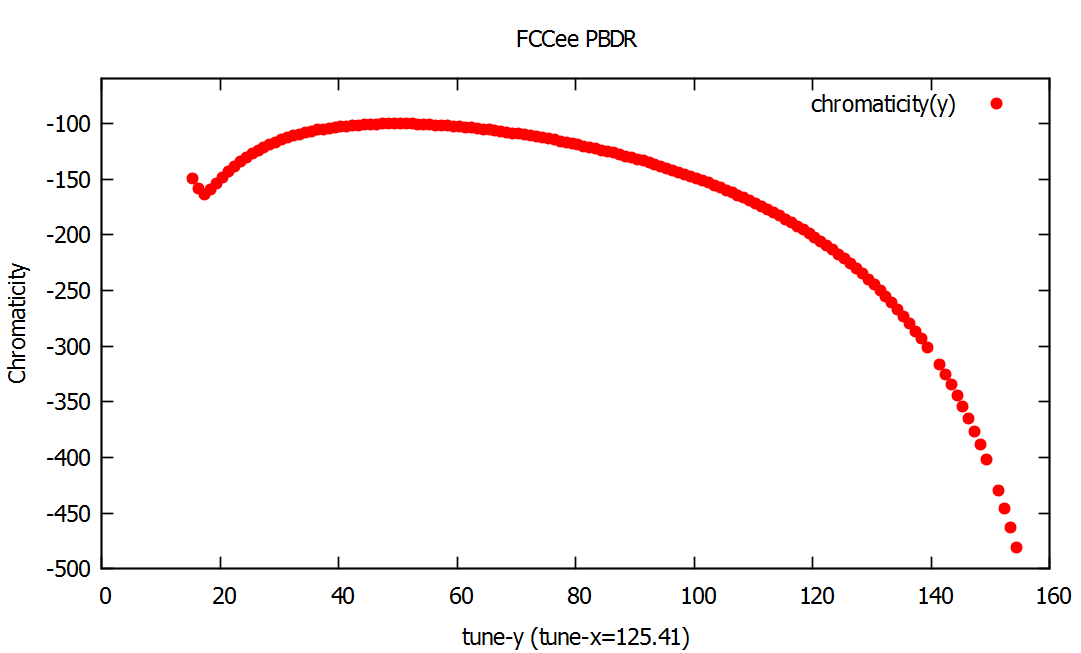 FCCee PBDR
chromaticity(y)
-100
-150
-200
-250
-300
-350
-400
-450
-500
Chromaticity
0 20 40 60 80 100 120 140 160
tune-y (tune-x=125.41)